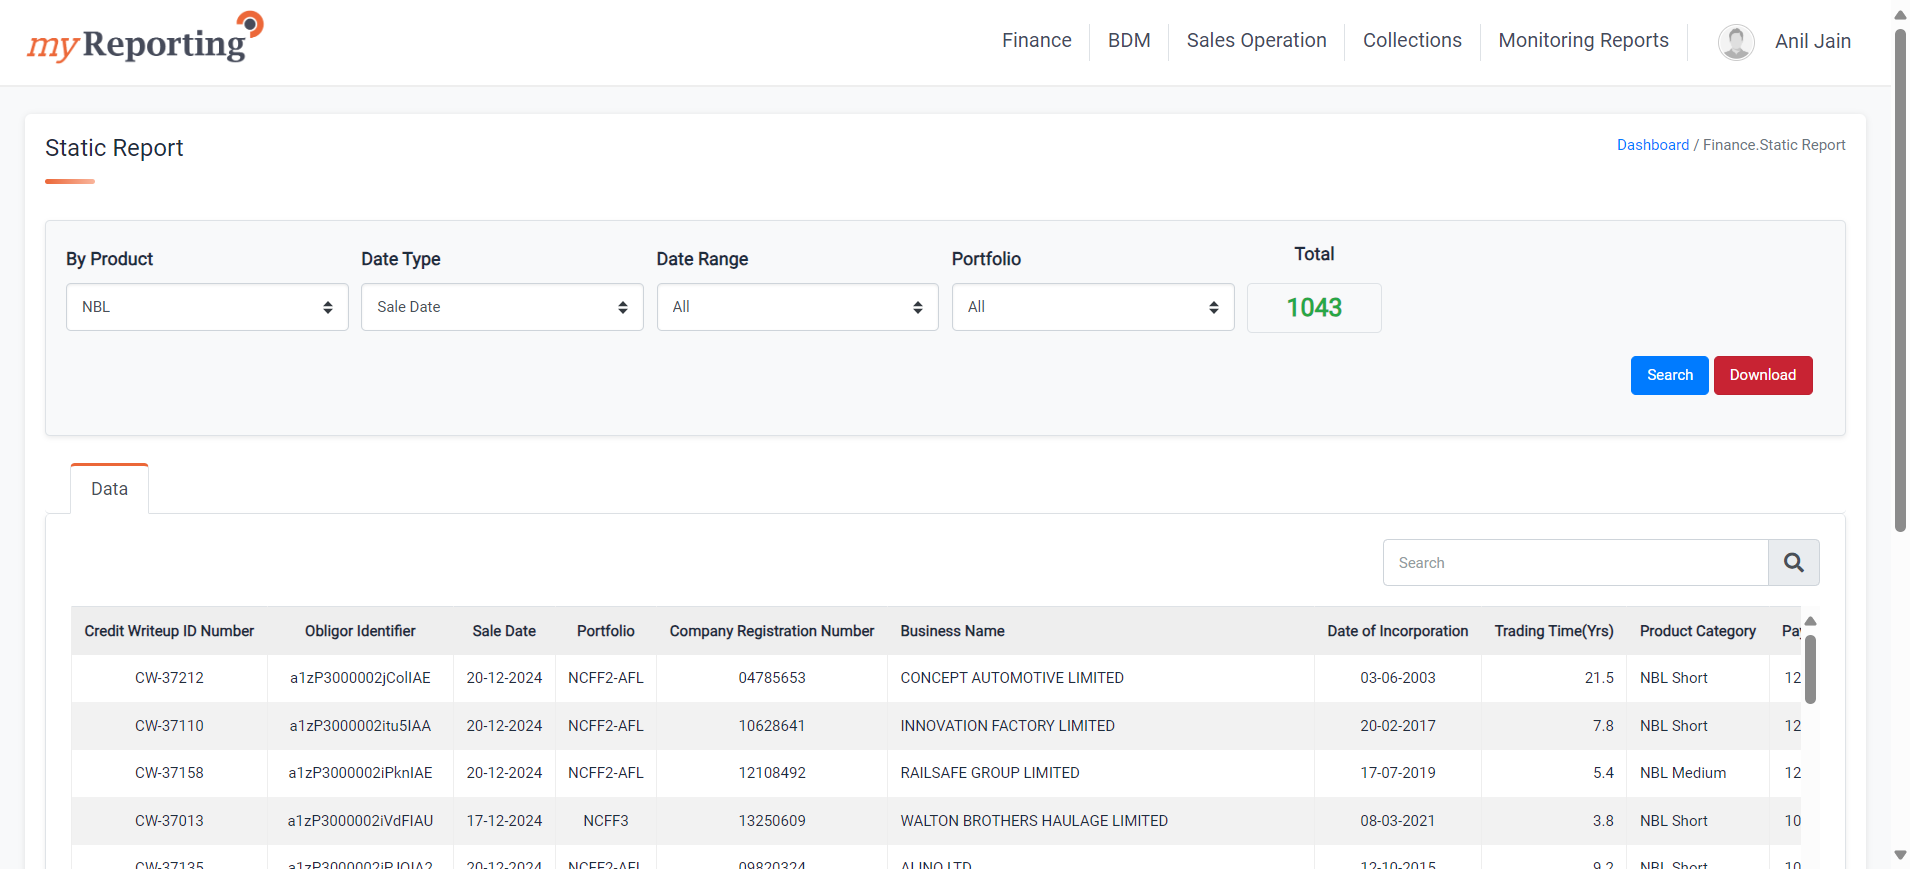 myReporting
Finance BDM Sales Operation Collections Monitoring Reports Anil Jain
Static Report
Dashboard / Finance.Static Report
By Product Date Type Date Range Portfolio Total
NBL Sale Date All All 1043
Search Download
Data
Search
Credit Writeup ID Number Obligor Identifier Sale Date Portfolio Company Registration Number Business Name Date of Incorporation Trading Time(Yrs) Product Category
CW-37212 a1zP3000002jColIAE 20-12-2024 NCFF2-AFL 04785653 CONCEPT AUTOMOTIVE LIMITED 03-06-2003 21.5 NBL Short 12
CW-37110 a1zP3000002itu5IAA 20-12-2024 NCFF2-AFL 10628641 INNOVATION FACTORY LIMITED 20-02-2017 7.8 NBL Short 12
CW-37158 a1zP3000002iPknIAE 20-12-2024 NCFF2-AFL 12108492 RAILSAFE GROUP LIMITED 17-07-2019 5.4 NBL Medium 12
CW-37013 a1zP3000002iVdFIAU 17-12-2024 NCFF3 13250609 WALTON BROTHERS HAULAGE LIMITED 08-03-2021 3.8 NBL Short 10
CW-37135 20-12-2024 NCFF2-AFL 09820324 12-10-2015 9.2 NBL Short 10